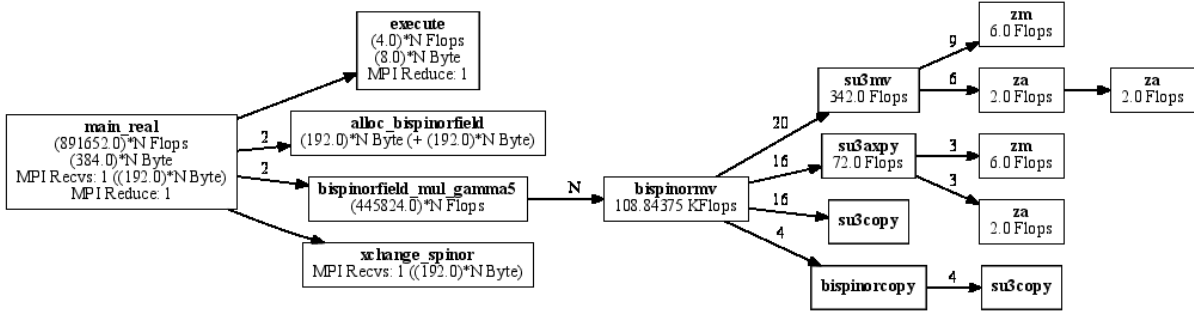 execute
(4.0)*N Flops
(8.0)*N Byte
MPI Reduce: 1
main_real
(891652.0)*N Flops
(384.0)*N Byte
MPI Recvs: 1 ((192.0)*N Byte)
MPI Reduce: 1
2
alloc_bispinorfield
(192.0)*N Byte (+ (192.0)*N Byte)
2
bispinorfield_mul_gamma5
(445824.0)*N Flops
xchange_spinor
MPI Recvs: 1 ((192.0)*N Byte)
N
bispinormv
108.84375 KFlops
20
su3mv
342.0 Flops
9
zm
6.0 Flops
6
za
2.0 Flops
za
2.0 Flops
16
su3axpy
72.0 Flops
3
zm
6.0 Flops
3
za
2.0 Flops
16
su3copy
4
bispinorcopy
4
su3copy